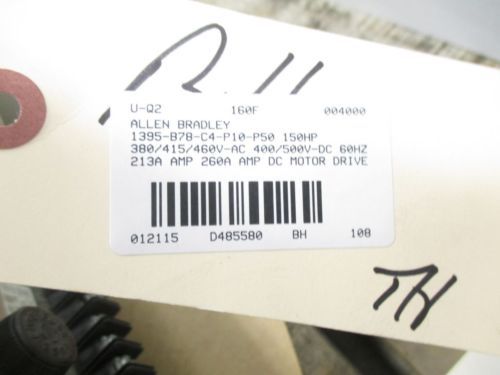 U-Q2 160F 004000
ALLEN BRADLEY
1395-B78-C4-P10-P50 150HP
380/415/460V-AC 400/500V-DC 60HZ
213A AMP 260A AMP DC MOTOR DRIVE
012115 D485580 BH 108
TH